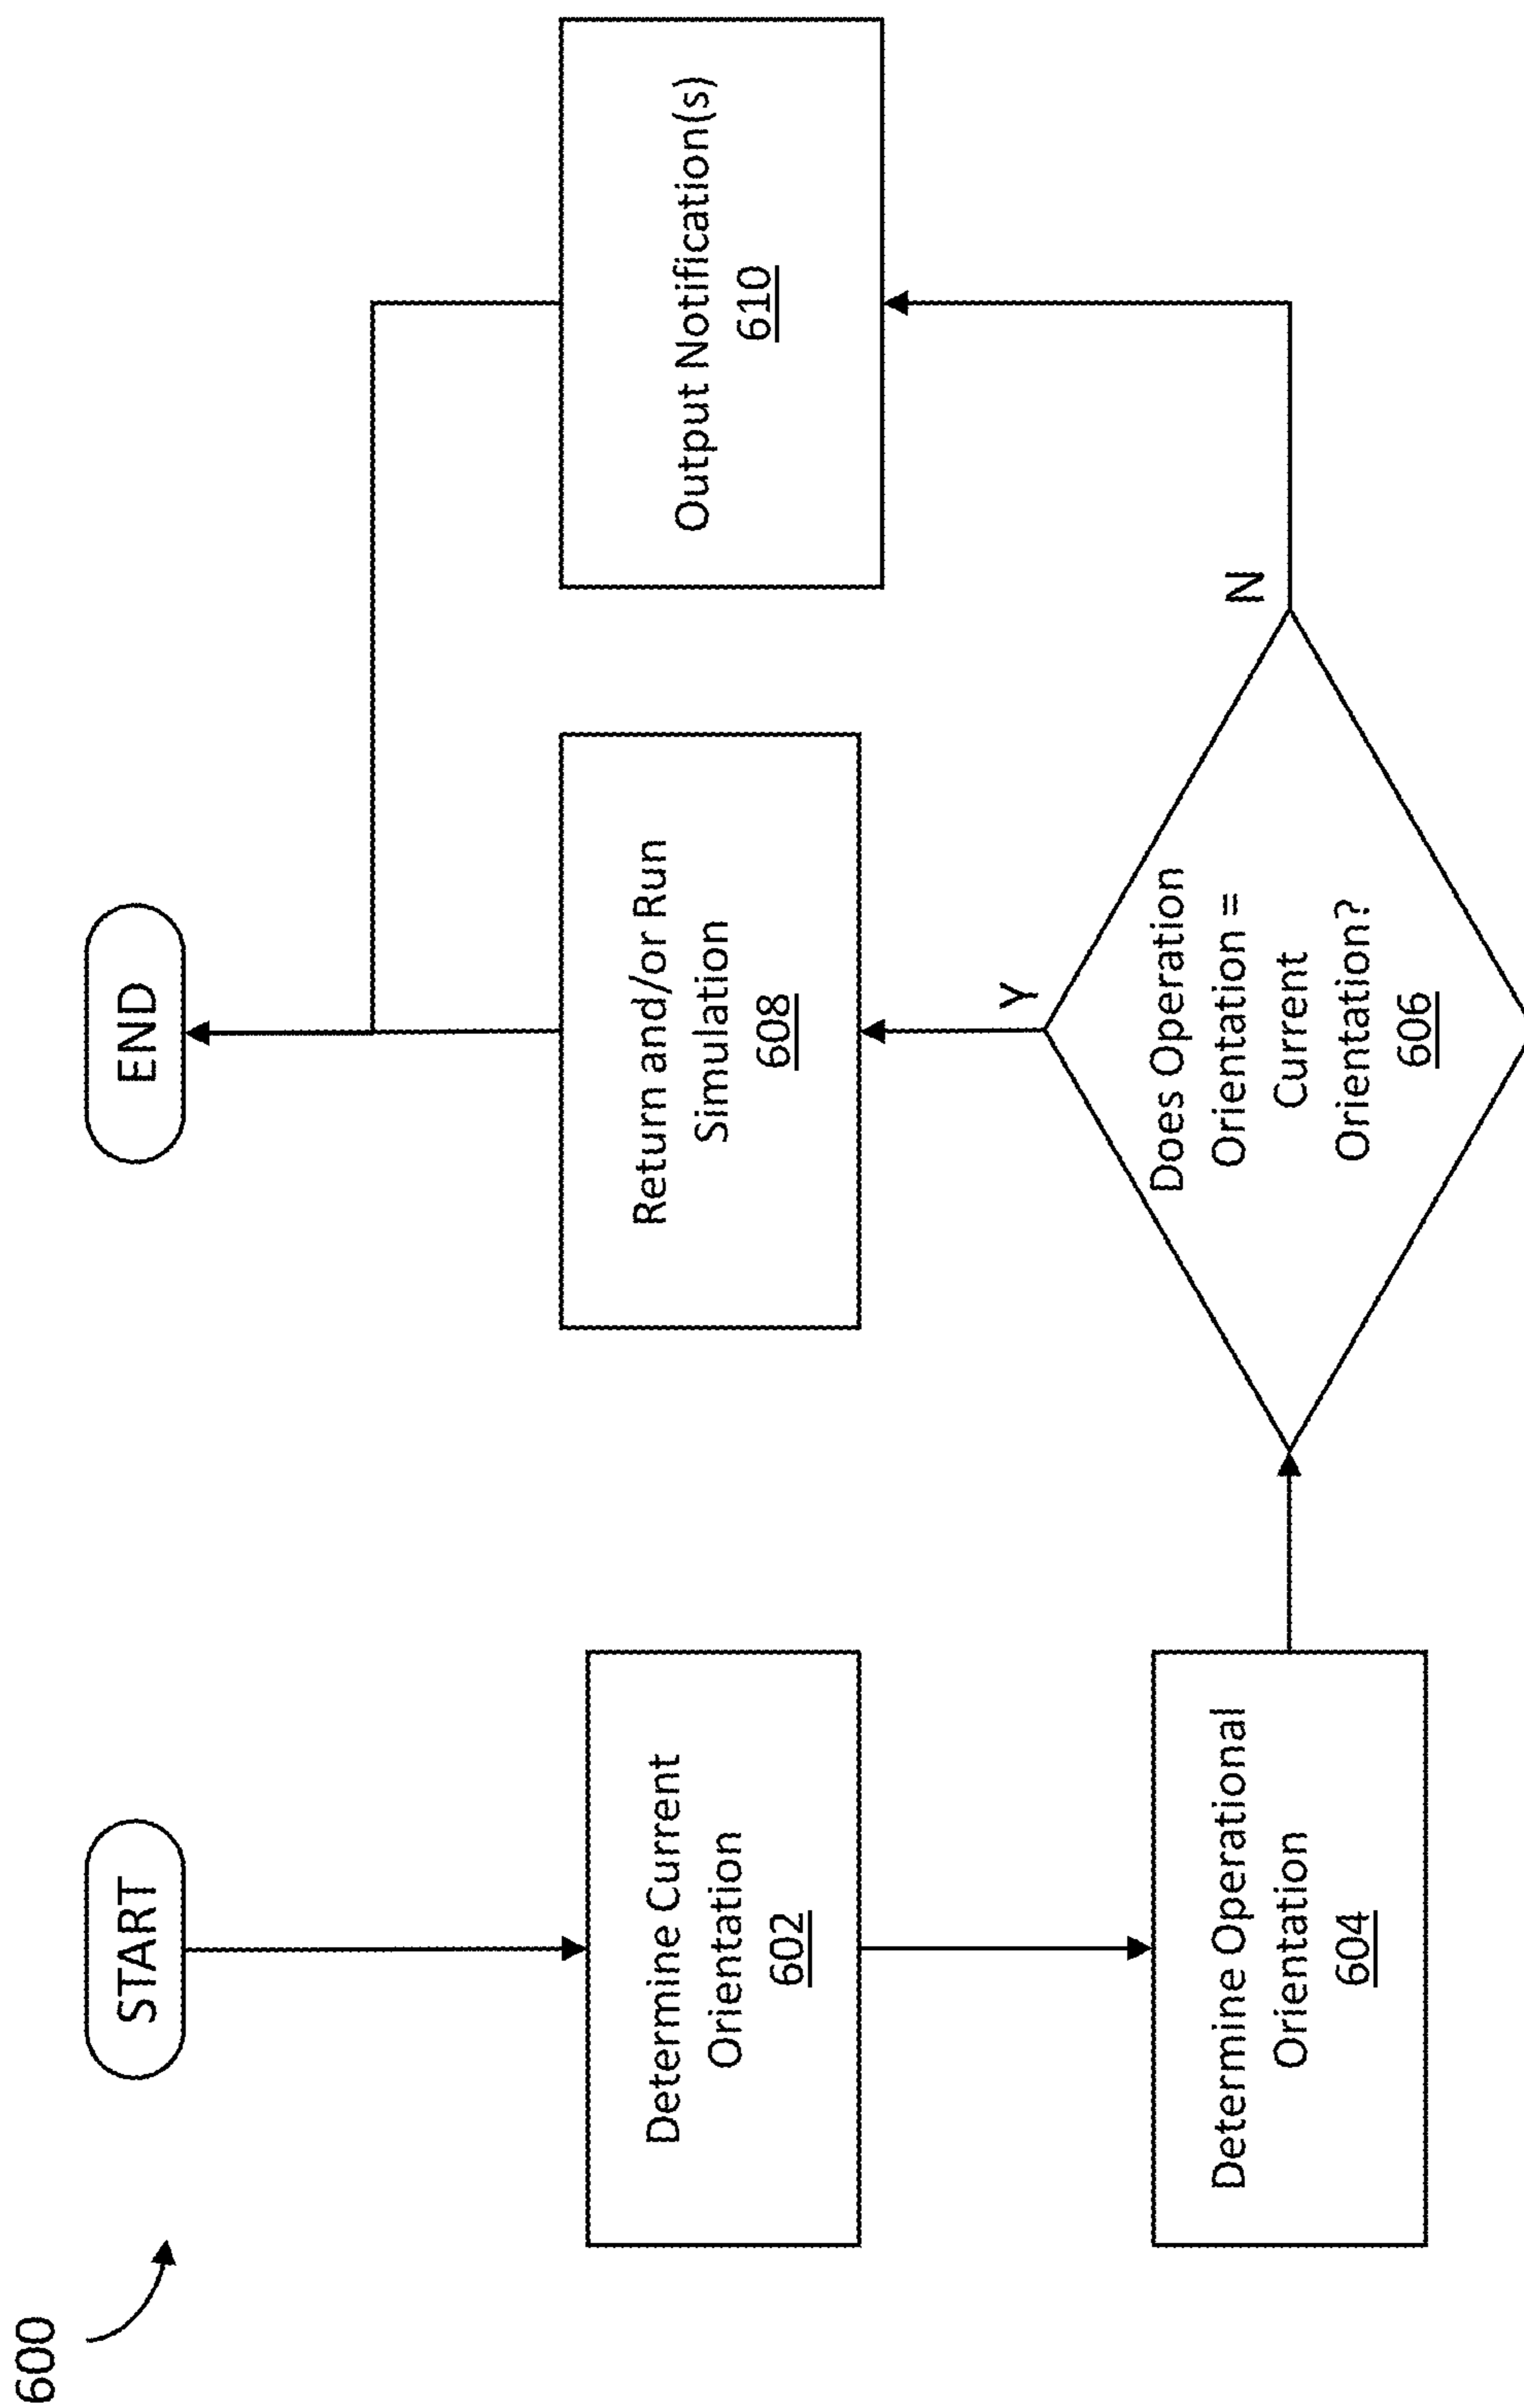 600
START
Determine Current
Orientation
602
Determine Operational
Orientation
604
Does Operation
Orientation =
Current
Orientation?
606
Y
N
Return and/or Run
Simulation
608
Output Notification(s)
610
END